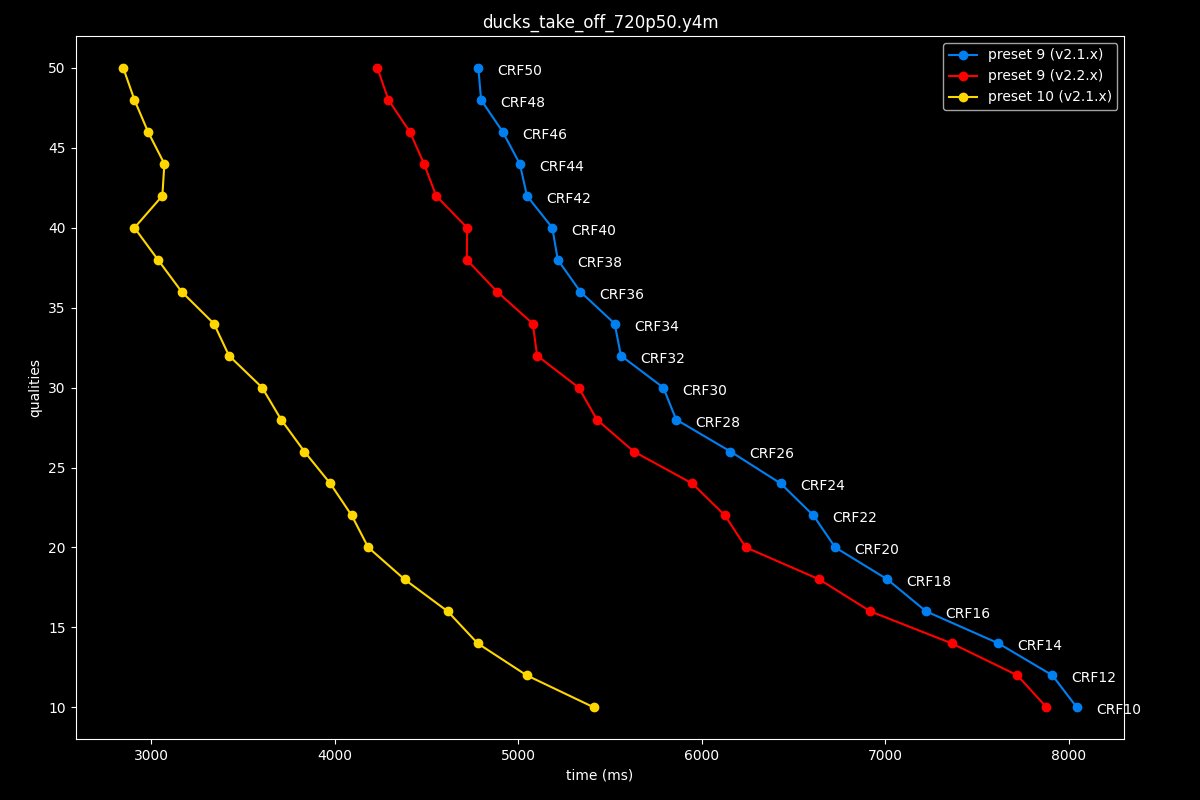 ducks_take_off_720p50.y4m
preset 9 (v2.1.x)
preset 9 (v2.2.x)
preset 10 (v2.1.x)
qualities
50
45
40
35
30
25
20
15
10
CRF50
CRF48
CRF46
CRF44
CRF42
CRF40
CRF38
CRF36
CRF34
CRF32
CRF30
CRF28
CRF26
CRF24
CRF22
CRF20
CRF18
CRF16
CRF14
CRF12
CRF10
3000 4000 5000 6000 7000 8000
time (ms)